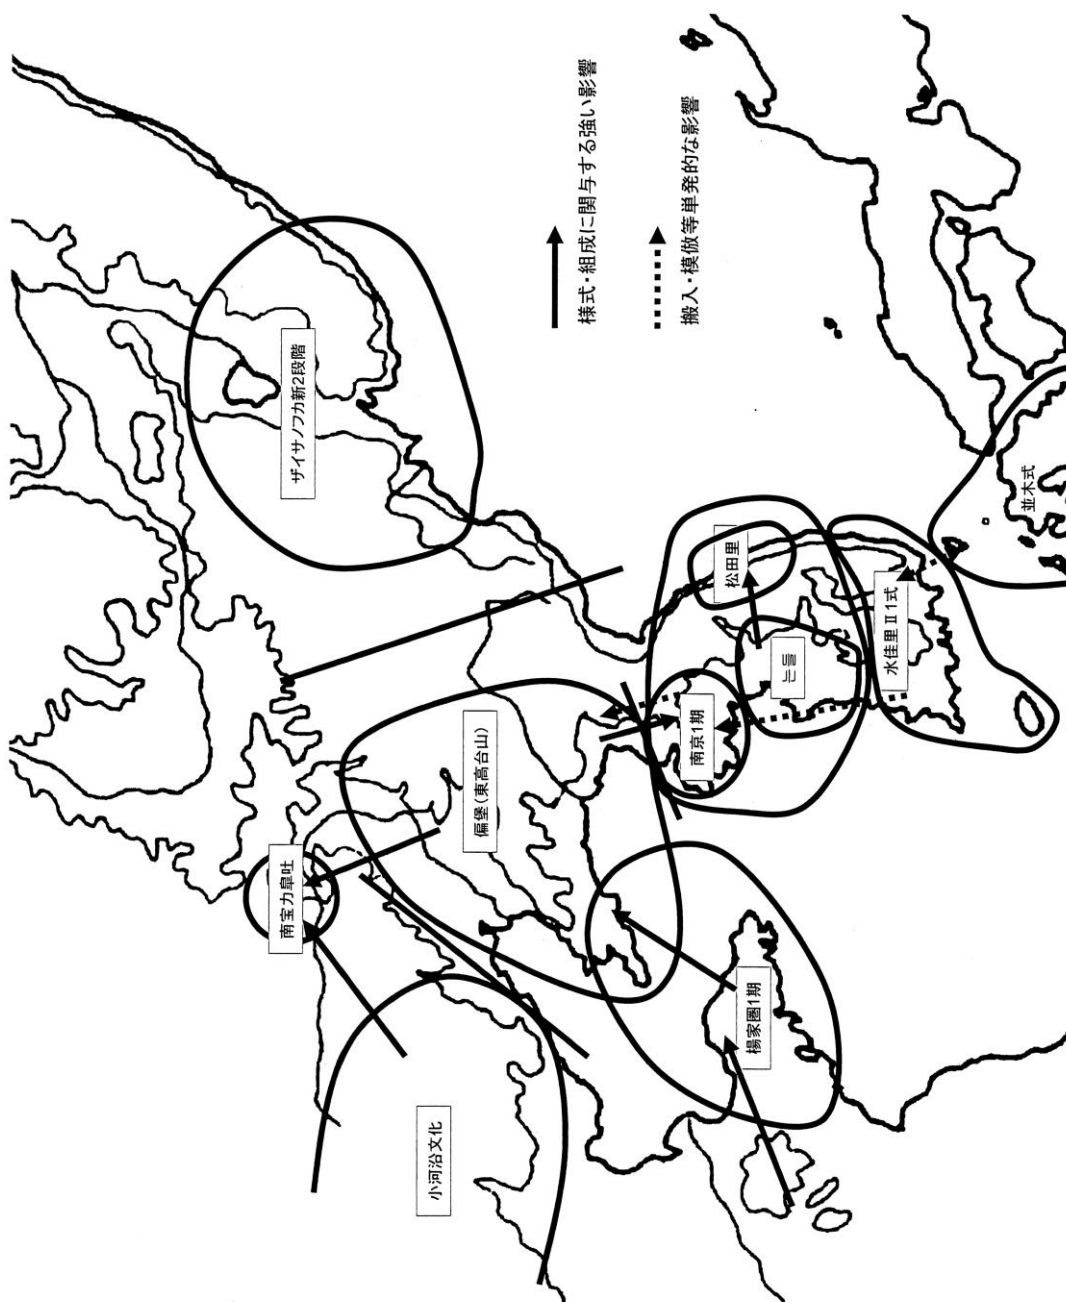 様式・組成に関与する強い影響
搬入・模倣等単発的な影響
ザイサノフカ新2段階
南宝力皐吐
偏堡(東高台山)
小河沿文化
松田里
는들
南京1期
水佳里Ⅱ1式
並木式
楊家圏1期